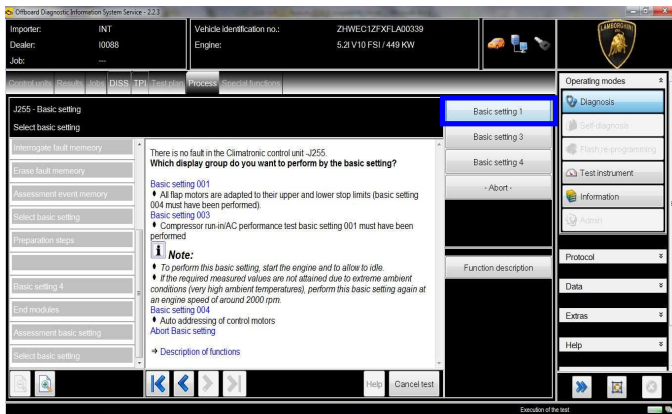 Offboard Diagnostic Information System Service - 2.2.3
Importer: INT
Dealer: I0088
Job: ---
Vehicle identification no.: ZHWEC1ZFXFLA00339
Engine: 5.2l V10 FSI / 449 KW
LAMBORGHINI
Control units Results Jobs DISS TPI Test plan Process Special functions
J255 - Basic setting
Select basic setting
Interrogate fault memeory
Erase fault memeory
Assessment event memory
Select basic setting
Preparation steps
Basic setting 4
End modules
Assessment basic setting
Select basic setting
There is no fault in the Climatronic control unit -J255.
Which display group do you want to perform by the basic setting?
Basic setting 001
All flap motors are adapted to their upper and lower stop limits (basic setting
004 must have been performed).
Basic setting 003
Compressor run-in/AC performance test basic setting 001 must have been
performed
i Note:
To perform this basic setting, start the engine and to allow to idle.
If the required measured values are not attained due to extreme ambient
conditions (very high ambient temperatures), perform this basic setting again at
an engine speed of around 2000 rpm.
Basic setting 004
Auto addressing of control motors
Abort Basic setting
→ Description of functions
Help
Cancel test
Basic setting 1
Basic setting 3
Basic setting 4
- Abort -
Function description
Operating modes
Diagnosis
Self-diagnosis
Flash re-programming
Test instrument
Information
Admin
Protocol
Data
Extras
Help
Execution of the test